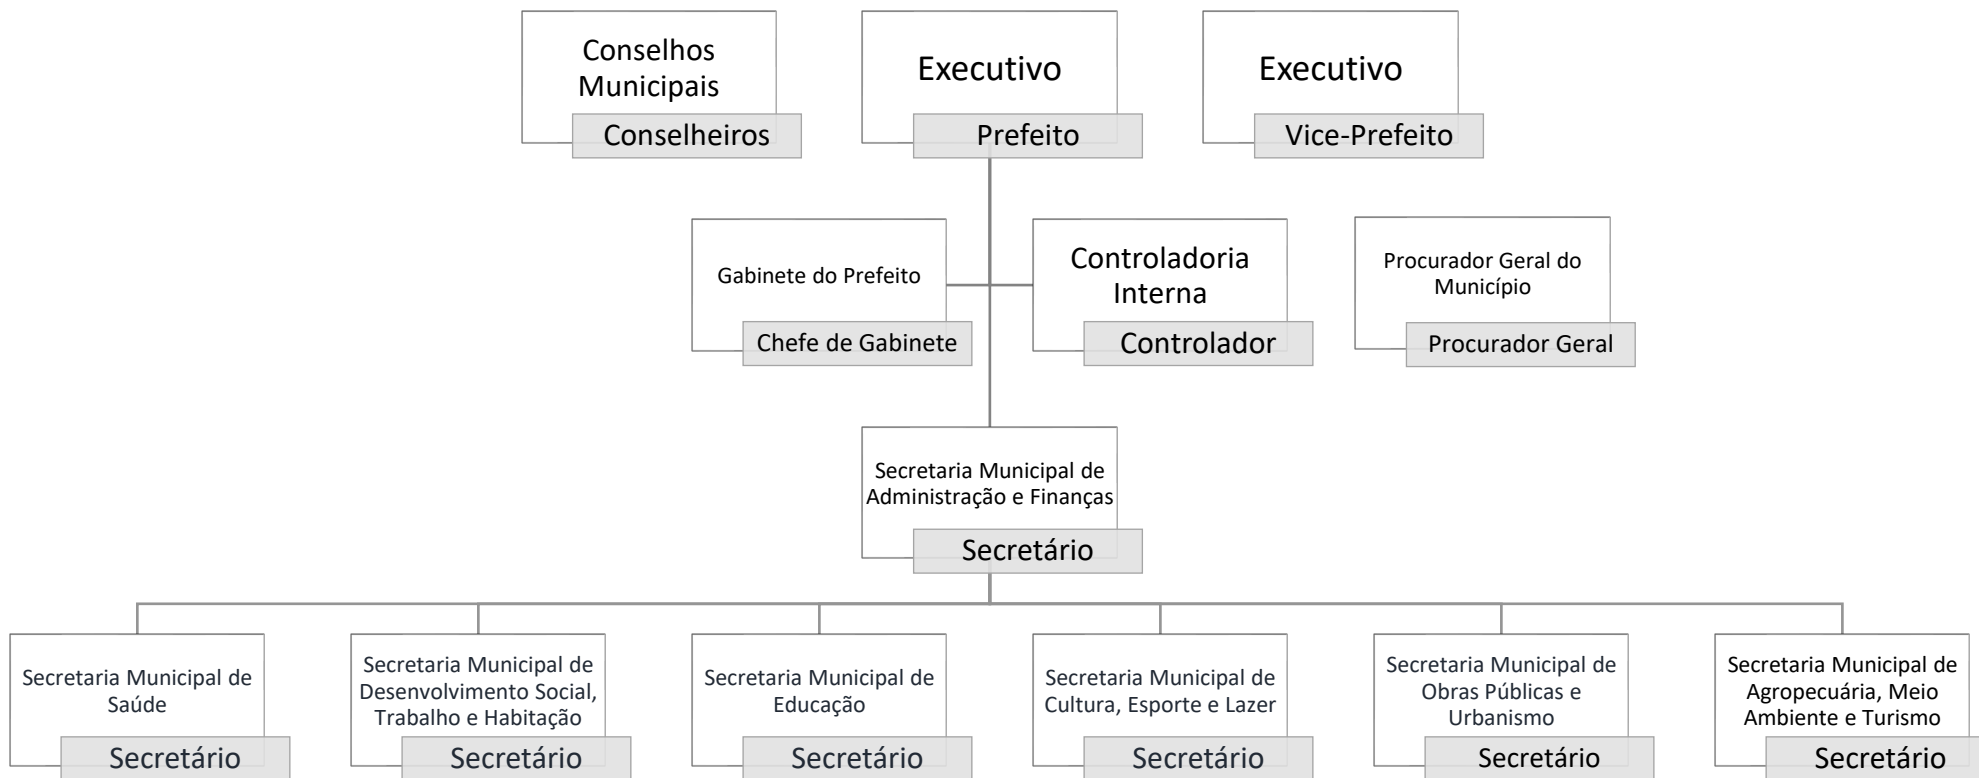 Conselhos
Municipais
Conselheiros
Executivo
Prefeito
Executivo
Vice-Prefeito
Gabinete do Prefeito
Chefe de Gabinete
Controladoria
Interna
Controlador
Procurador Geral do
Município
Procurador Geral
Secretaria Municipal de
Administração e Finanças
Secretário
Secretaria Municipal de
Saúde
Secretário
Secretaria Municipal de
Desenvolvimento Social,
Trabalho e Habitação
Secretário
Secretaria Municipal de
Educação
Secretário
Secretaria Municipal de
Cultura, Esporte e Lazer
Secretário
Secretaria Municipal de
Obras Públicas e
Urbanismo
Secretário
Secretaria Municipal de
Agropecuária, Meio
Ambiente e Turismo
Secretário